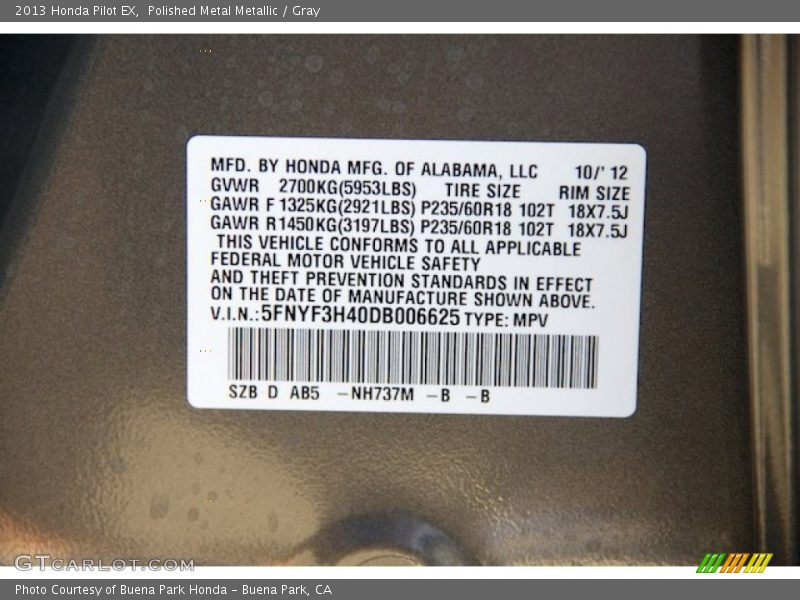 2013 Honda Pilot EX, Polished Metal Metallic / Gray
MFD. BY HONDA MFG. OF ALABAMA, LLC 10/' 12
GVWR 2700KG(5953LBS) TIRE SIZE RIM SIZE
GAWR F 1325KG(2921LBS) P235/60R18 102T 18X7.5J
GAWR R1450KG(3197LBS) P235/60R18 102T 18X7.5J
THIS VEHICLE CONFORMS TO ALL APPLICABLE
FEDERAL MOTOR VEHICLE SAFETY
AND THEFT PREVENTION STANDARDS IN EFFECT
ON THE DATE OF MANUFACTURE SHOWN ABOVE.
V.I.N.:5FNYF3H40DB006625 TYPE: MPV
SZB D AB5 -NH737M -B -B
GTCARLOT.COM
Photo Courtesy of Buena Park Honda - Buena Park, CA